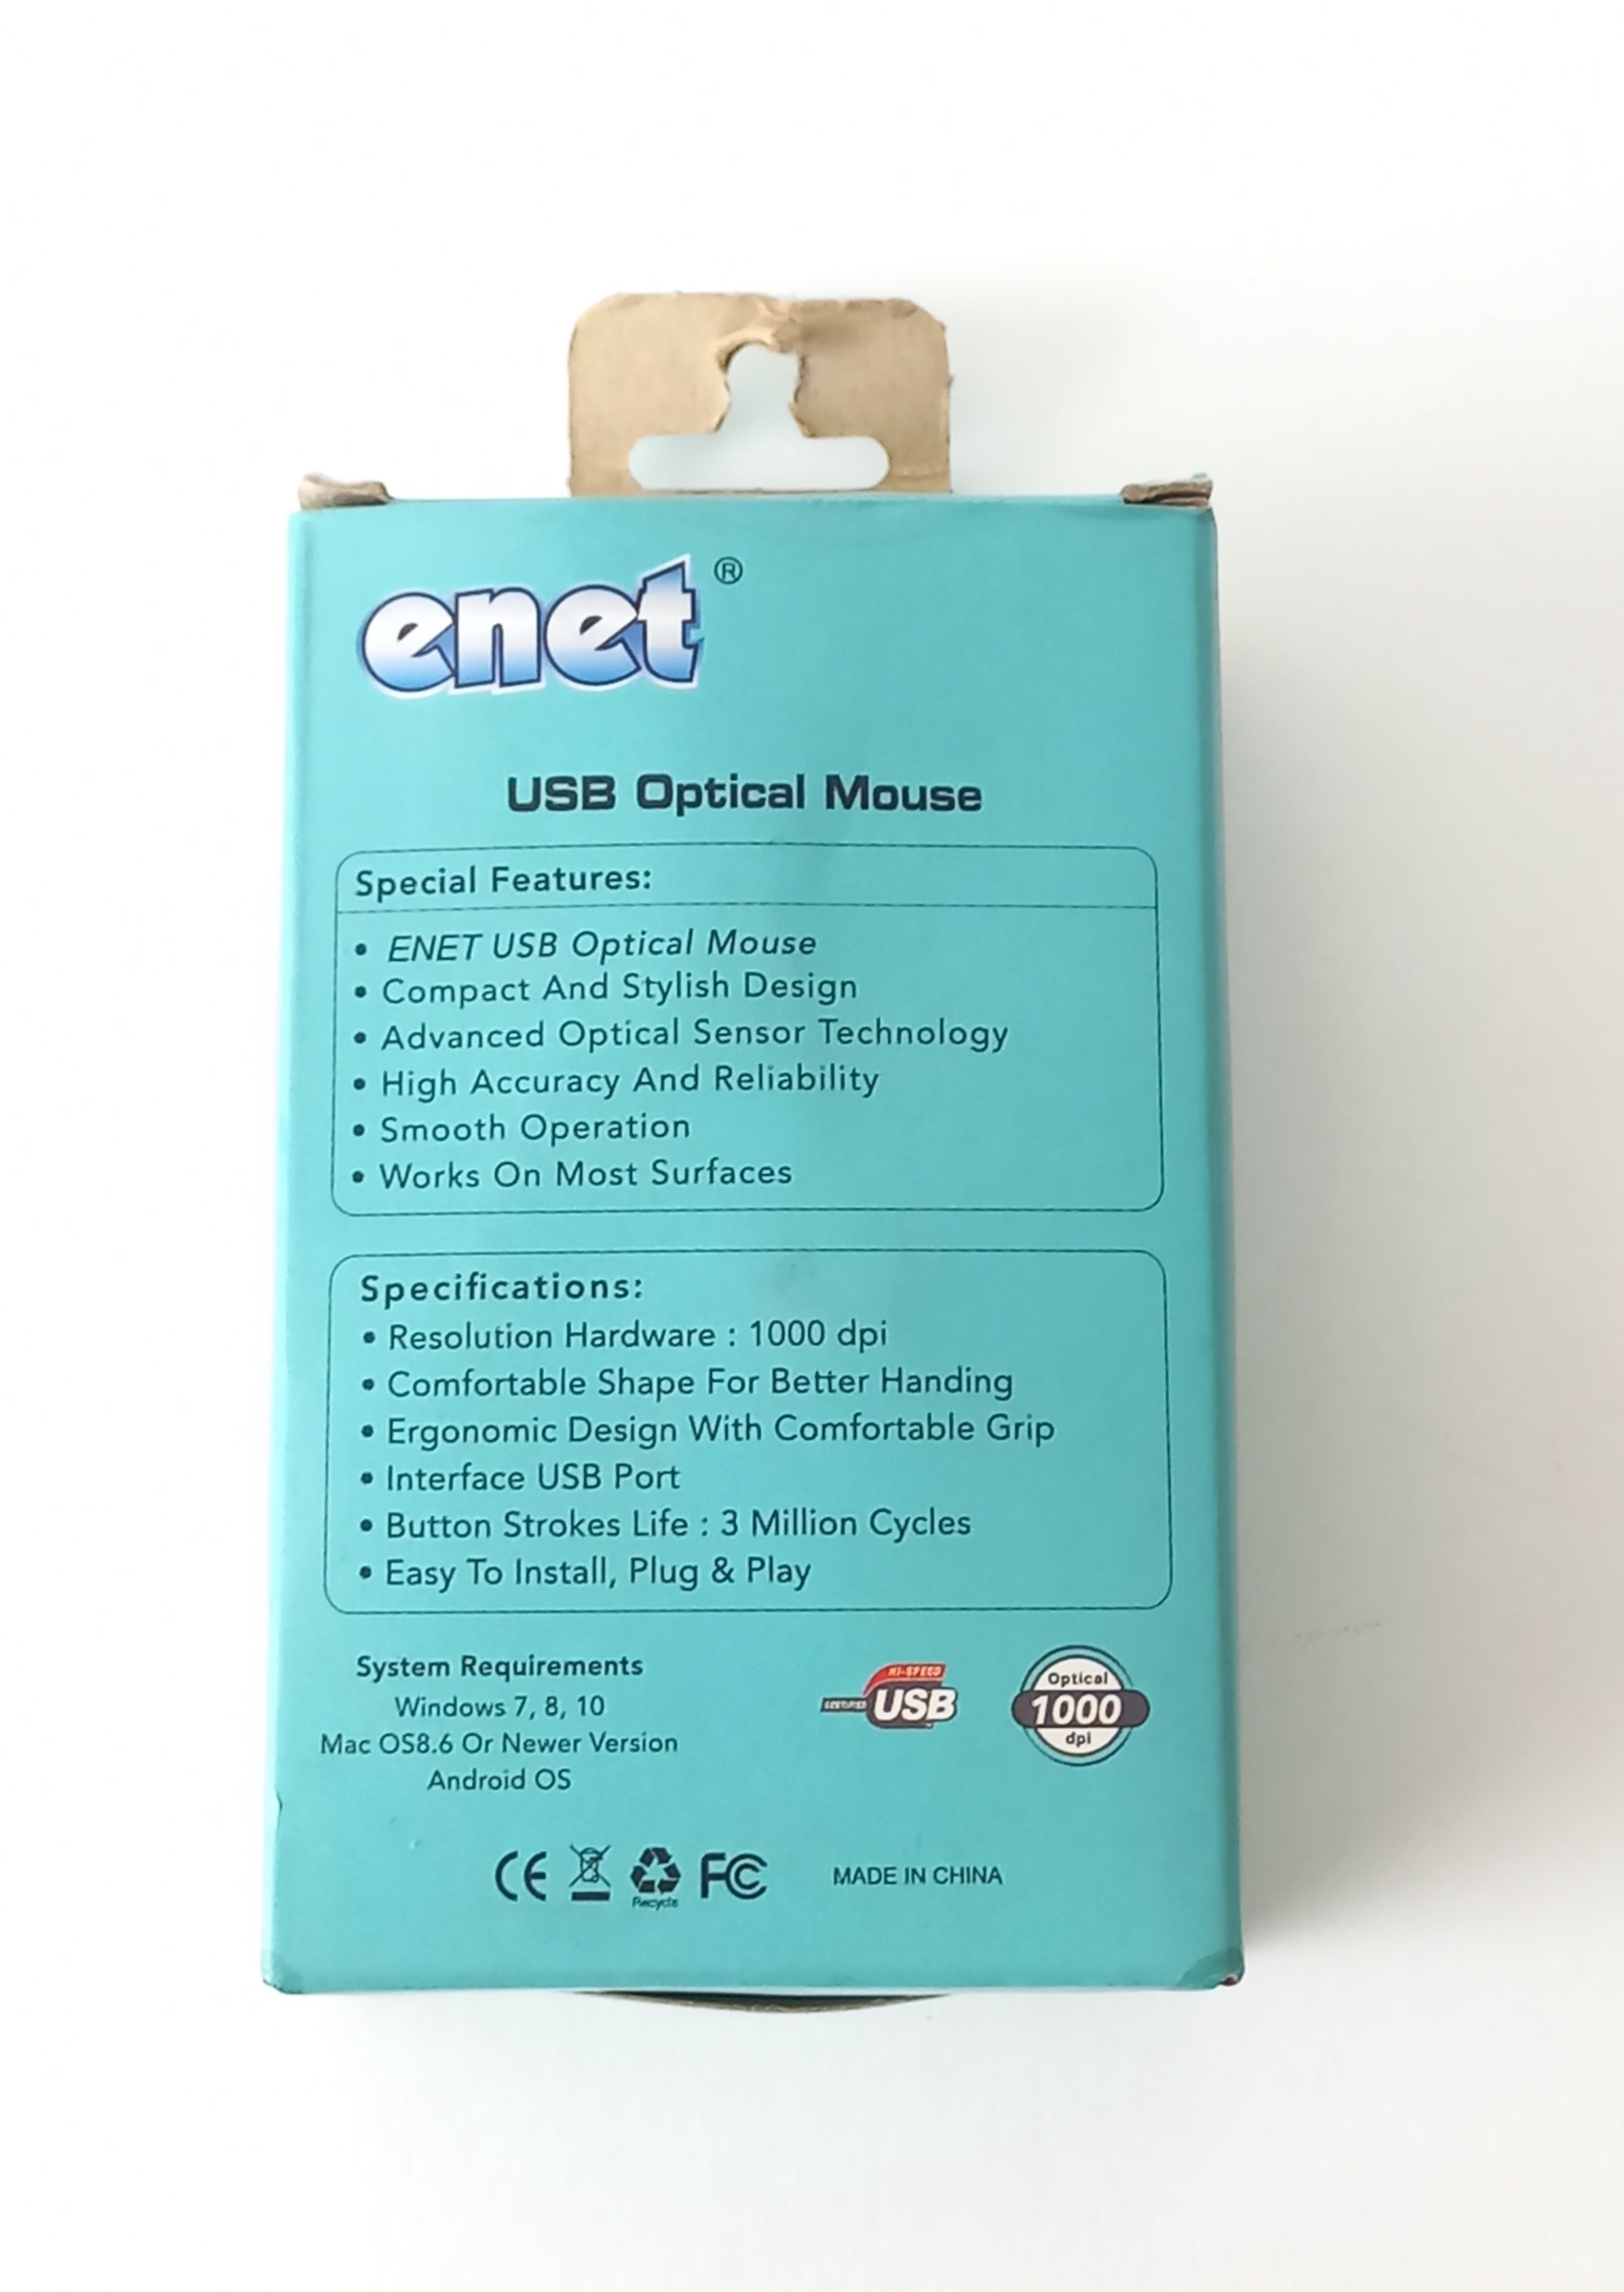 enet ®
USB Optical Mouse
Special Features:
• ENET USB Optical Mouse
• Compact And Stylish Design
• Advanced Optical Sensor Technology
• High Accuracy And Reliability
• Smooth Operation
• Works On Most Surfaces
Specifications:
• Resolution Hardware : 1000 dpi
• Comfortable Shape For Better Handing
• Ergonomic Design With Comfortable Grip
• Interface USB Port
• Button Strokes Life : 3 Million Cycles
• Easy To Install, Plug & Play
System Requirements
Windows 7, 8, 10
Mac OS8.6 Or Newer Version
Android OS
HI-SPEED
CERTIFIED USB
Optical
1000
dpi
CE
Recycle
FC
MADE IN CHINA